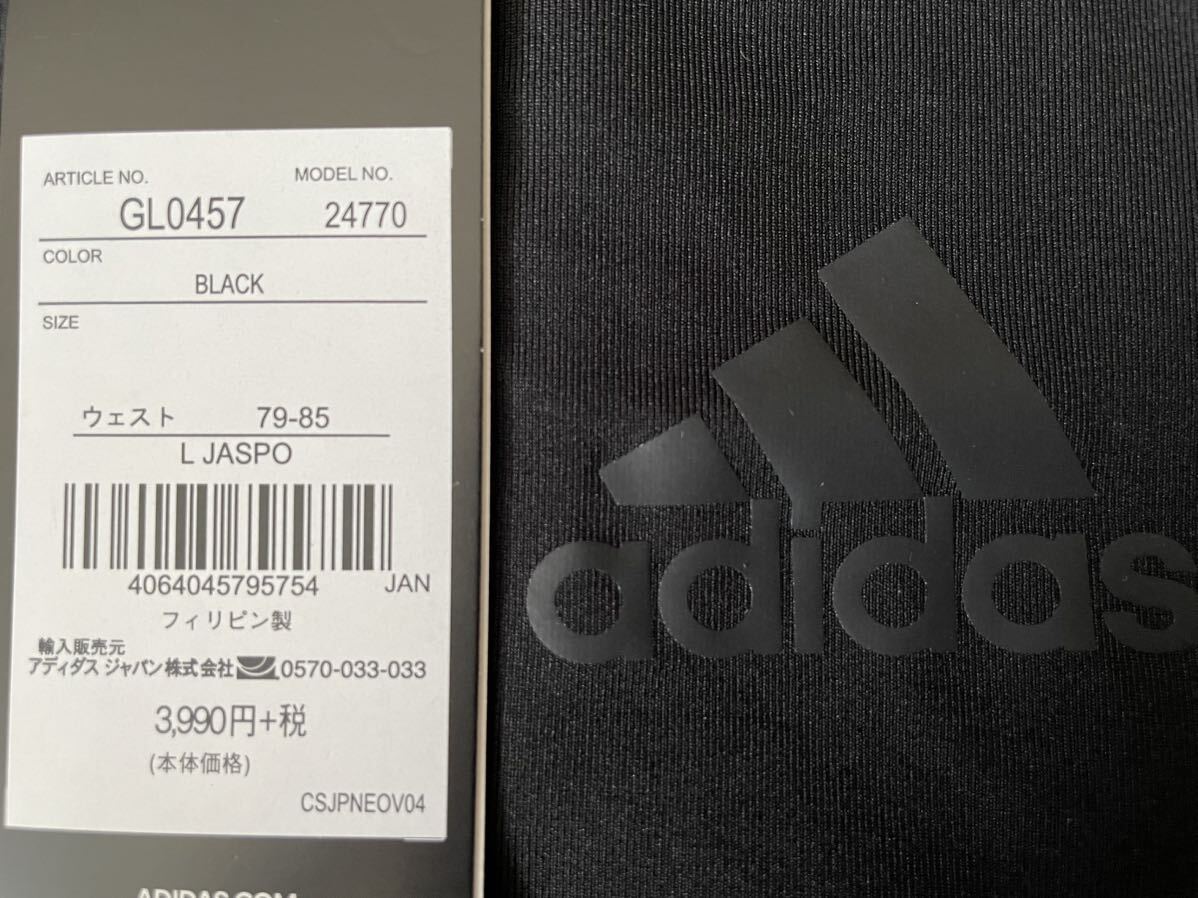 ARTICLE NO. MODEL NO.
GL0457 24770
COLOR
BLACK
SIZE
ウェスト 79-85
L JASPO
4064045795754 JAN
フィリピン製
輸入販売元
アディダス ジャパン株式会社 0570-033-033
3,990円+税
(本体価格)
CSJPNEOV04
ADIDAS.COM
adidas